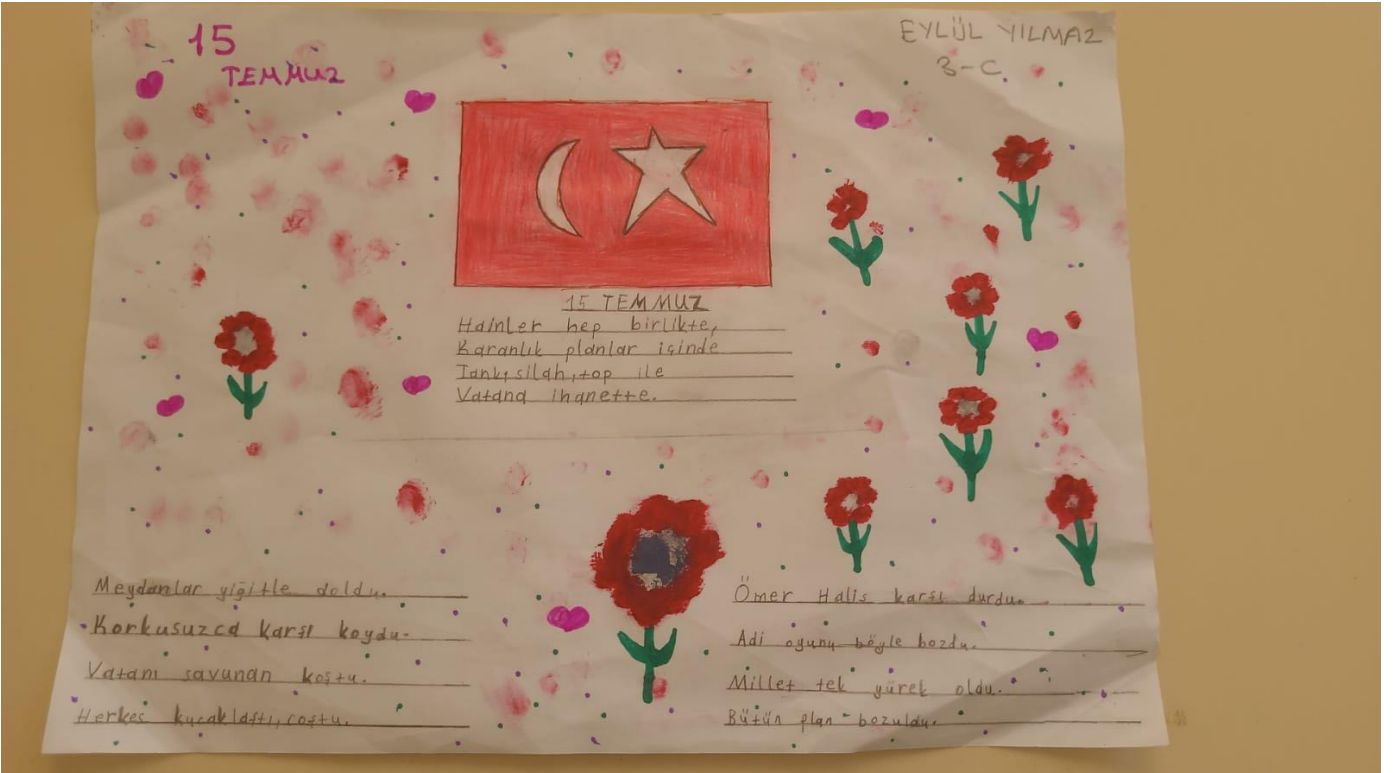 15
TEMMUZ
EYLÜL YILMAZ
3-C
15 TEMMUZ
Hainler hep birlikte,
Karanlık planlar içinde
Tank, silah, top ile
Vatana ihanette.
Meydanlar yiğitle doldu.
Korkusuzca karşı koydu.
Vatanı savunan koştu.
Herkes kucaklaştı, coştu.
Ömer Halis karşı durdu.
Adi oyunu böyle bozdu.
Millet tek yürek oldu.
Bütün plan bozuldu.